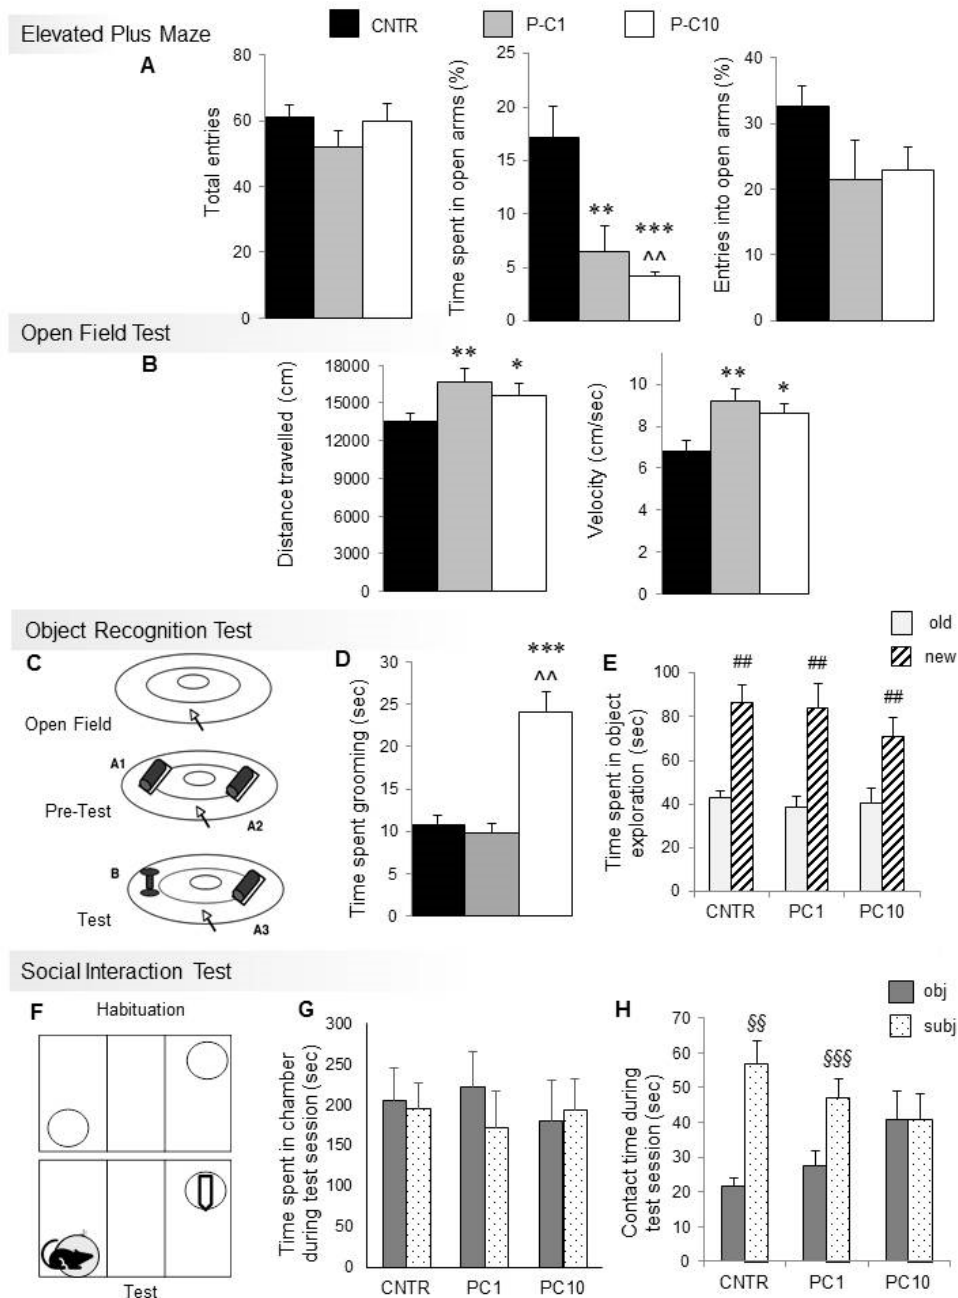 Elevated Plus Maze
CNTR
P-C1
P-C10
A
Total entries
80
60
40
20
0
Time spent in open arms (%)
25
20
15
10
5
0
**
***
^^
Entries into open arms (%)
40
30
20
10
0
Open Field Test
B
Distance travelled (cm)
18000
15000
12000
9000
6000
3000
0
**
*
Velocity (cm/sec)
10
8
6
4
2
0
**
*
Object Recognition Test
C
Open Field
A1
Pre-Test
A2
B
Test
A3
D
Time spent grooming (sec)
30
25
20
15
10
5
0
***
^^
old
new
E
Time spent in object
exploration (sec)
100
80
60
40
20
0
##
##
##
CNTR
PC1
PC10
Social Interaction Test
F
Habituation
Test
G
Time spent in chamber
during test session (sec)
300
250
200
150
100
50
0
CNTR
PC1
PC10
obj
subj
H
Contact time during
test session (sec)
70
60
50
40
30
20
10
0
§§
§§§
CNTR
PC1
PC10